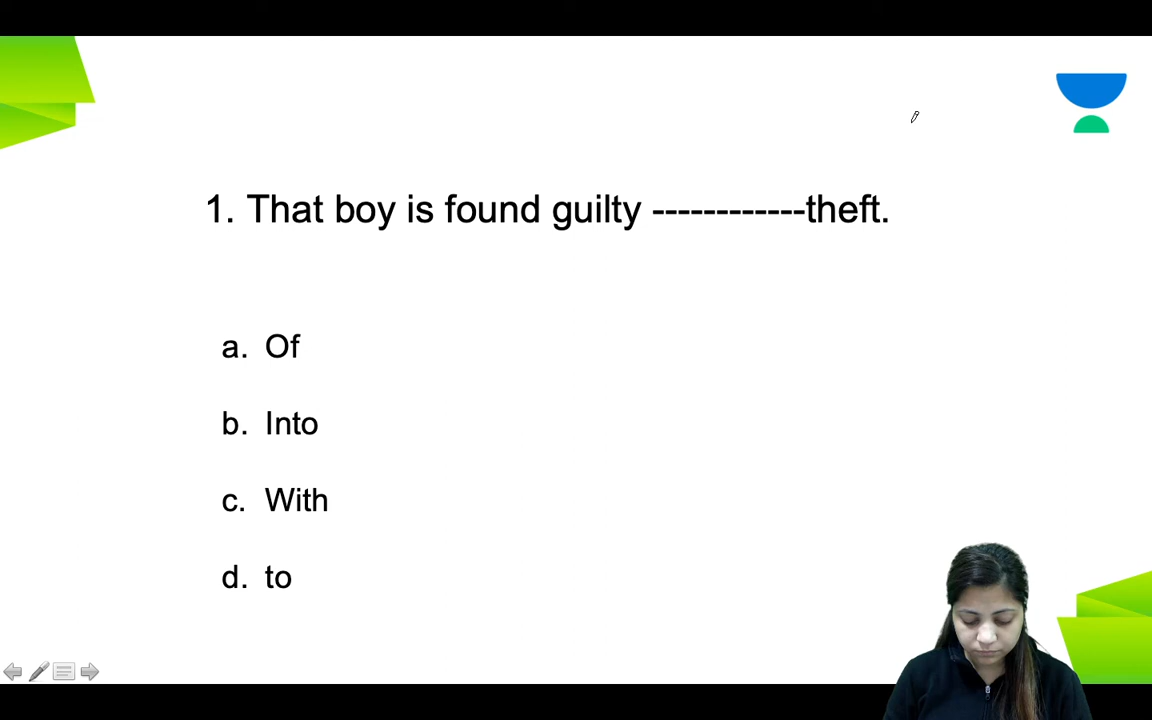 1. That boy is found guilty ------------theft.
a. Of
b. Into
c. With
d. to